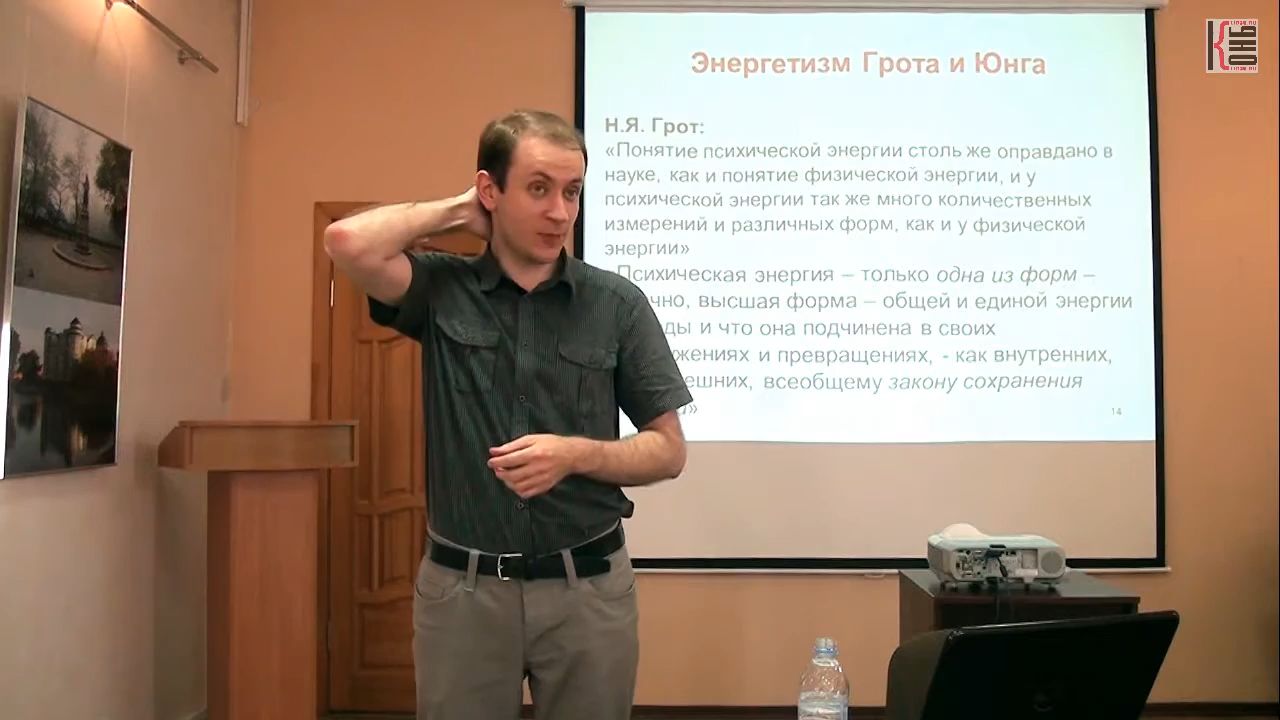 Энергетизм Грота и Юнга
Н.Я. Грот:
«Понятие психической энергии столь же оправдано в
науке, как и понятие физической энергии, и у
психической энергии так же много количественных
измерений и различных форм, как и у физической
энергии»
Психическая энергия – только одна из форм –
высшая форма – общей и единой энергии
и что она подчинена в своих
и превращениях, - как внутренних,
всеобщему закону сохранения
14
КОНБ